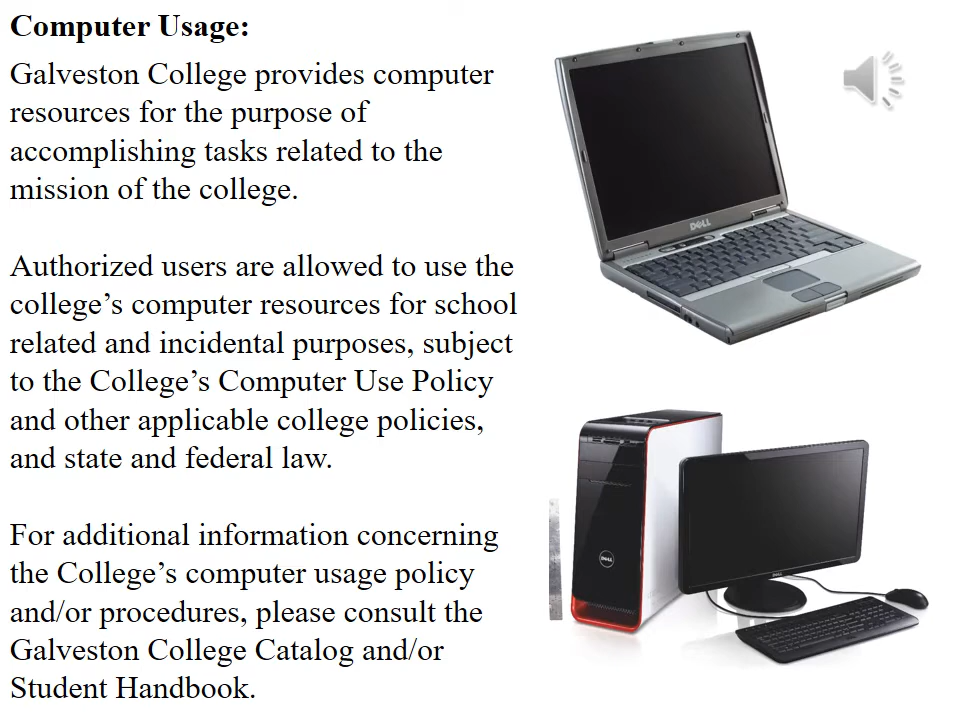 Computer Usage:
Galveston College provides computer
resources for the purpose of
accomplishing tasks related to the
mission of the college.
Authorized users are allowed to use the
college’s computer resources for school
related and incidental purposes, subject
to the College’s Computer Use Policy
and other applicable college policies,
and state and federal law.
For additional information concerning
the College’s computer usage policy
and/or procedures, please consult the
Galveston College Catalog and/or
Student Handbook.
DELL
DELL
DELL